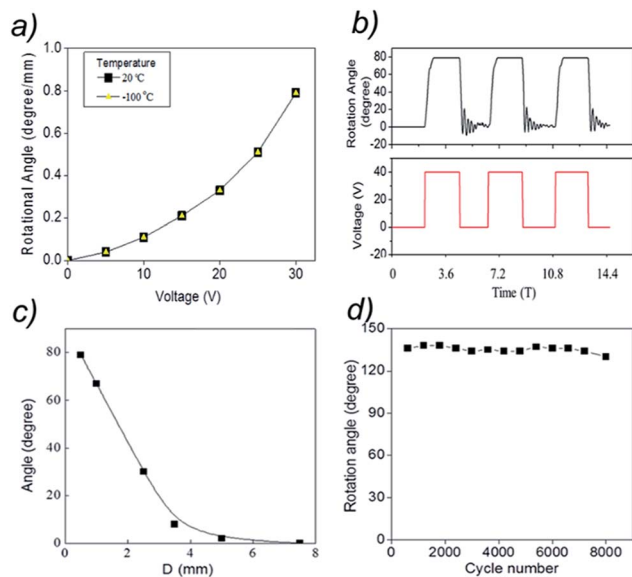 a)
Rotational Angle (degree/mm)
1.0
0.8
0.6
0.4
0.2
0.0
Temperature
20 °C
-100 °C
0 5 10 15 20 25 30
Voltage (V)
b)
Rotation Angle
(degree)
100
80
60
40
20
0
-20
Voltage (V)
40
20
0
-20
0 3.6 7.2 10.8 14.4
Time (T)
c)
Angle (degree)
80
60
40
20
0
0 2 4 6 8
D (mm)
d)
Rotation angle (degree)
150
120
90
60
30
0
2000 4000 6000 8000
Cycle number